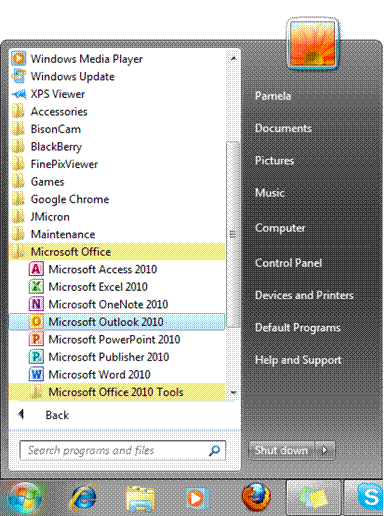 Windows Media Player
Windows Update
XPS Viewer
Accessories
BisonCam
BlackBerry
FinePixViewer
Games
Google Chrome
JMicron
Maintenance
Microsoft Office
Microsoft Access 2010
Microsoft Excel 2010
Microsoft OneNote 2010
Microsoft Outlook 2010
Microsoft PowerPoint 2010
Microsoft Publisher 2010
Microsoft Word 2010
Microsoft Office 2010 Tools
Back
Search programs and files
Pamela
Documents
Pictures
Music
Computer
Control Panel
Devices and Printers
Default Programs
Help and Support
Shut down